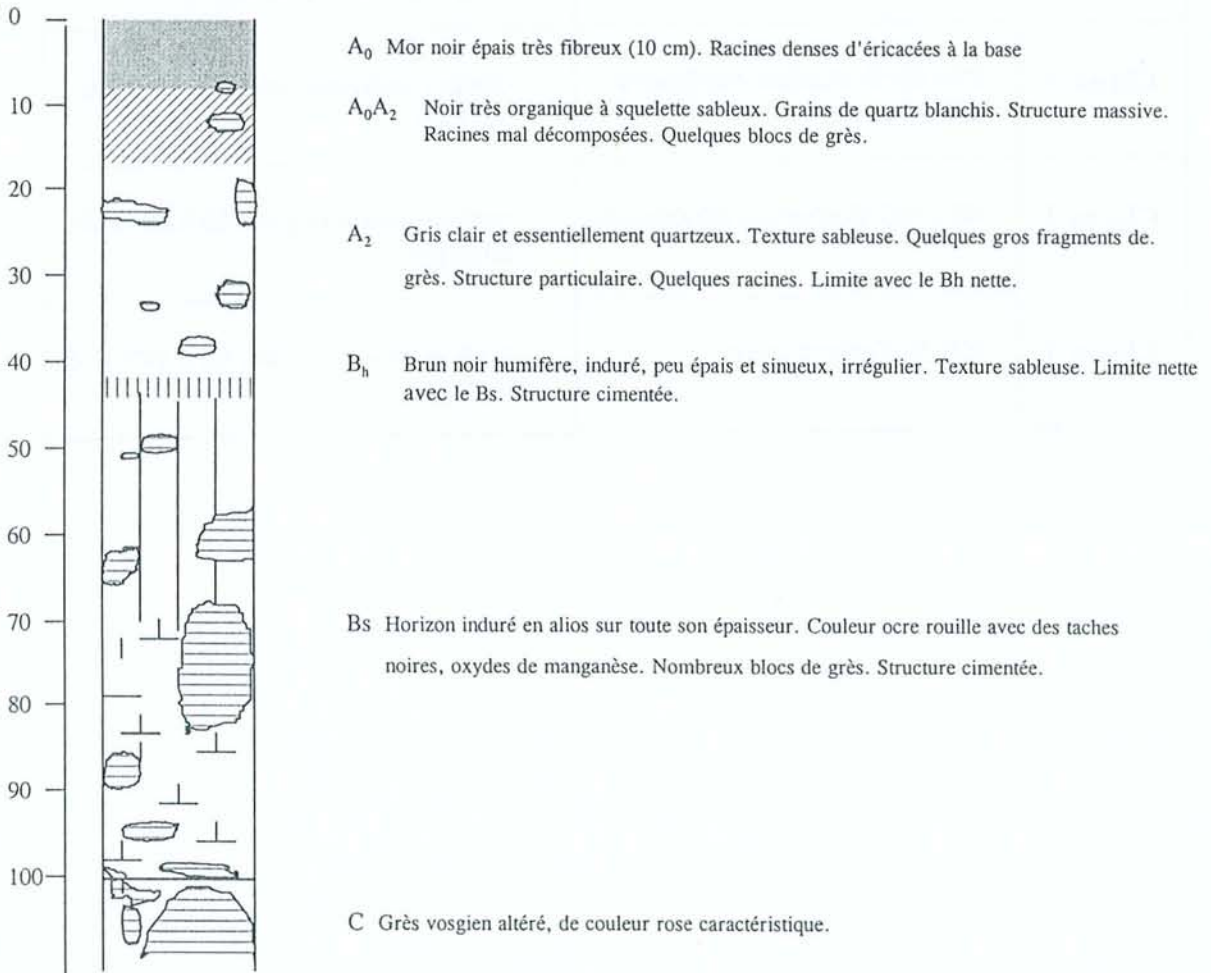 0
A₀ Mor noir épais très fibreux (10 cm). Racines denses d'éricacées à la base
10
A₀A₂ Noir très organique à squelette sableux. Grains de quartz blanchis. Structure massive.
Racines mal décomposées. Quelques blocs de grès.
20
A₂ Gris clair et essentiellement quartzeux. Texture sableuse. Quelques gros fragments de.
30
grès. Structure particulaire. Quelques racines. Limite avec le Bh nette.
40
Bₕ Brun noir humifère, induré, peu épais et sinueux, irrégulier. Texture sableuse. Limite nette
avec le Bs. Structure cimentée.
50
60
70
Bs Horizon induré en alios sur toute son épaisseur. Couleur ocre rouille avec des taches
noires, oxydes de manganèse. Nombreux blocs de grès. Structure cimentée.
80
90
100
C Grès vosgien altéré, de couleur rose caractéristique.